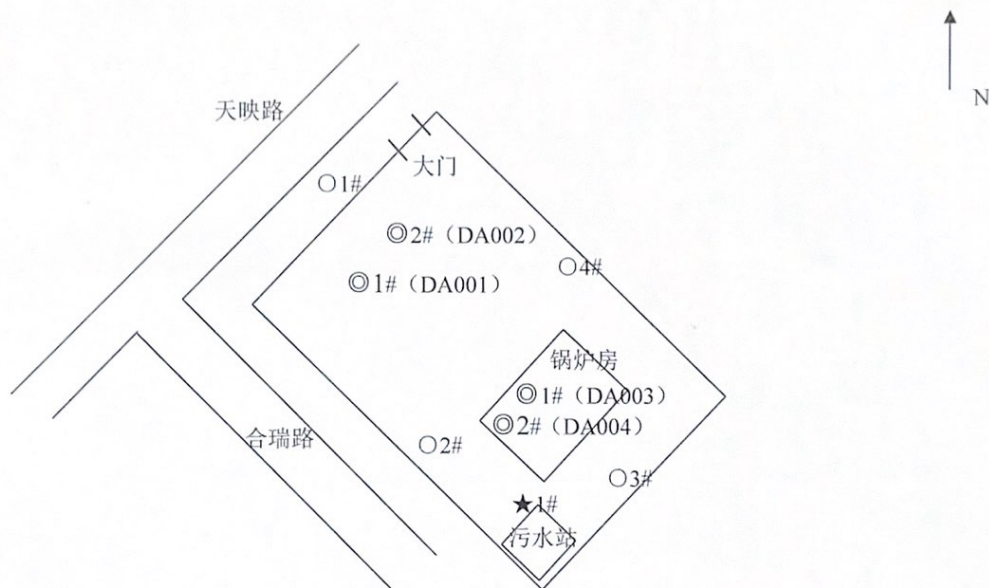 N
天映路
大门
○1#
◎2#（DA002）
○4#
◎1#（DA001）
锅炉房
◎1#（DA003）
◎2#（DA004）
合瑞路
○2#
○3#
★1#
污水站